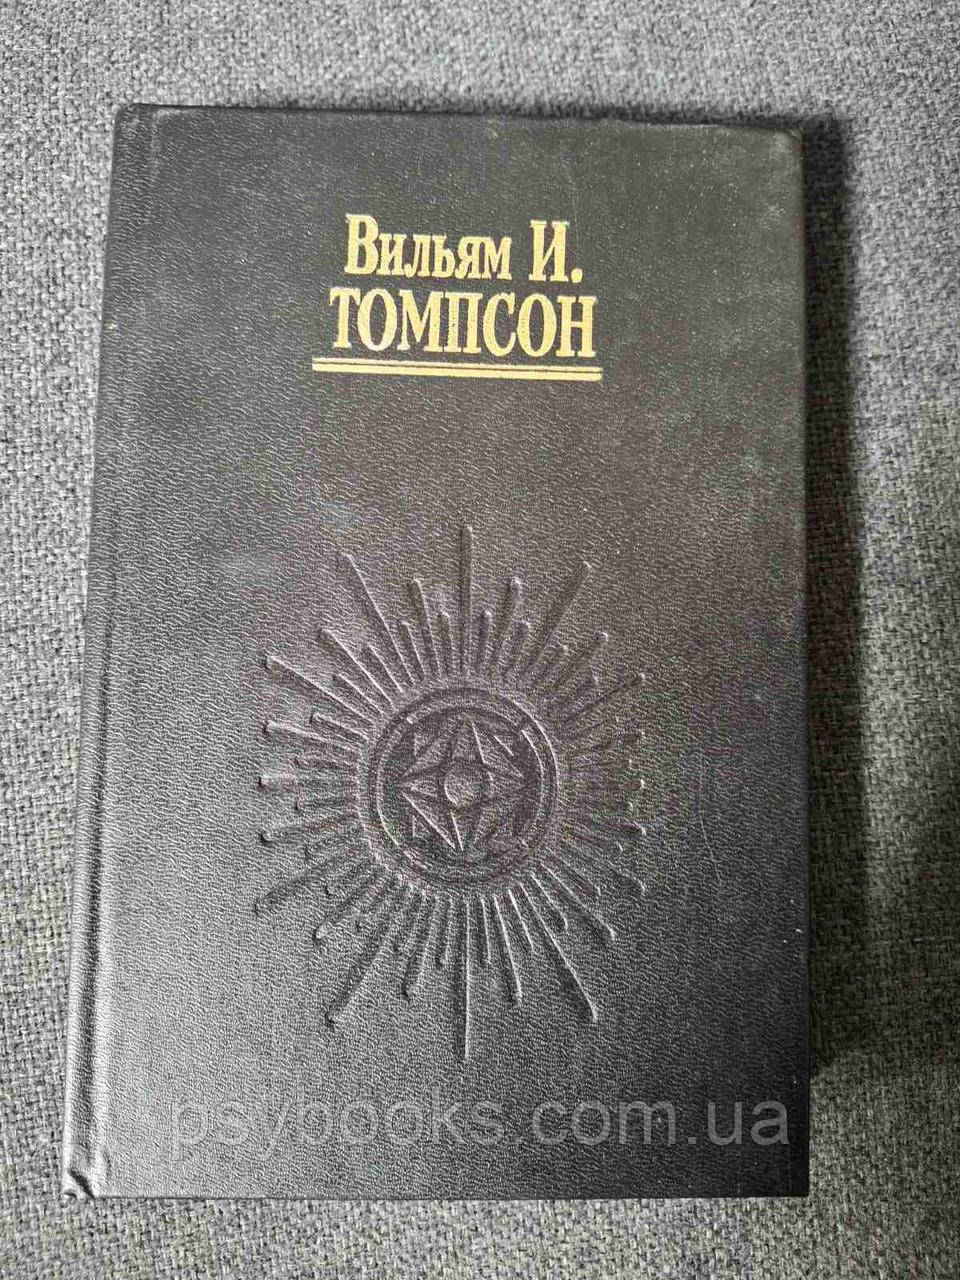 Вильям И.
ТОМПСОН
psybooks.com.ua